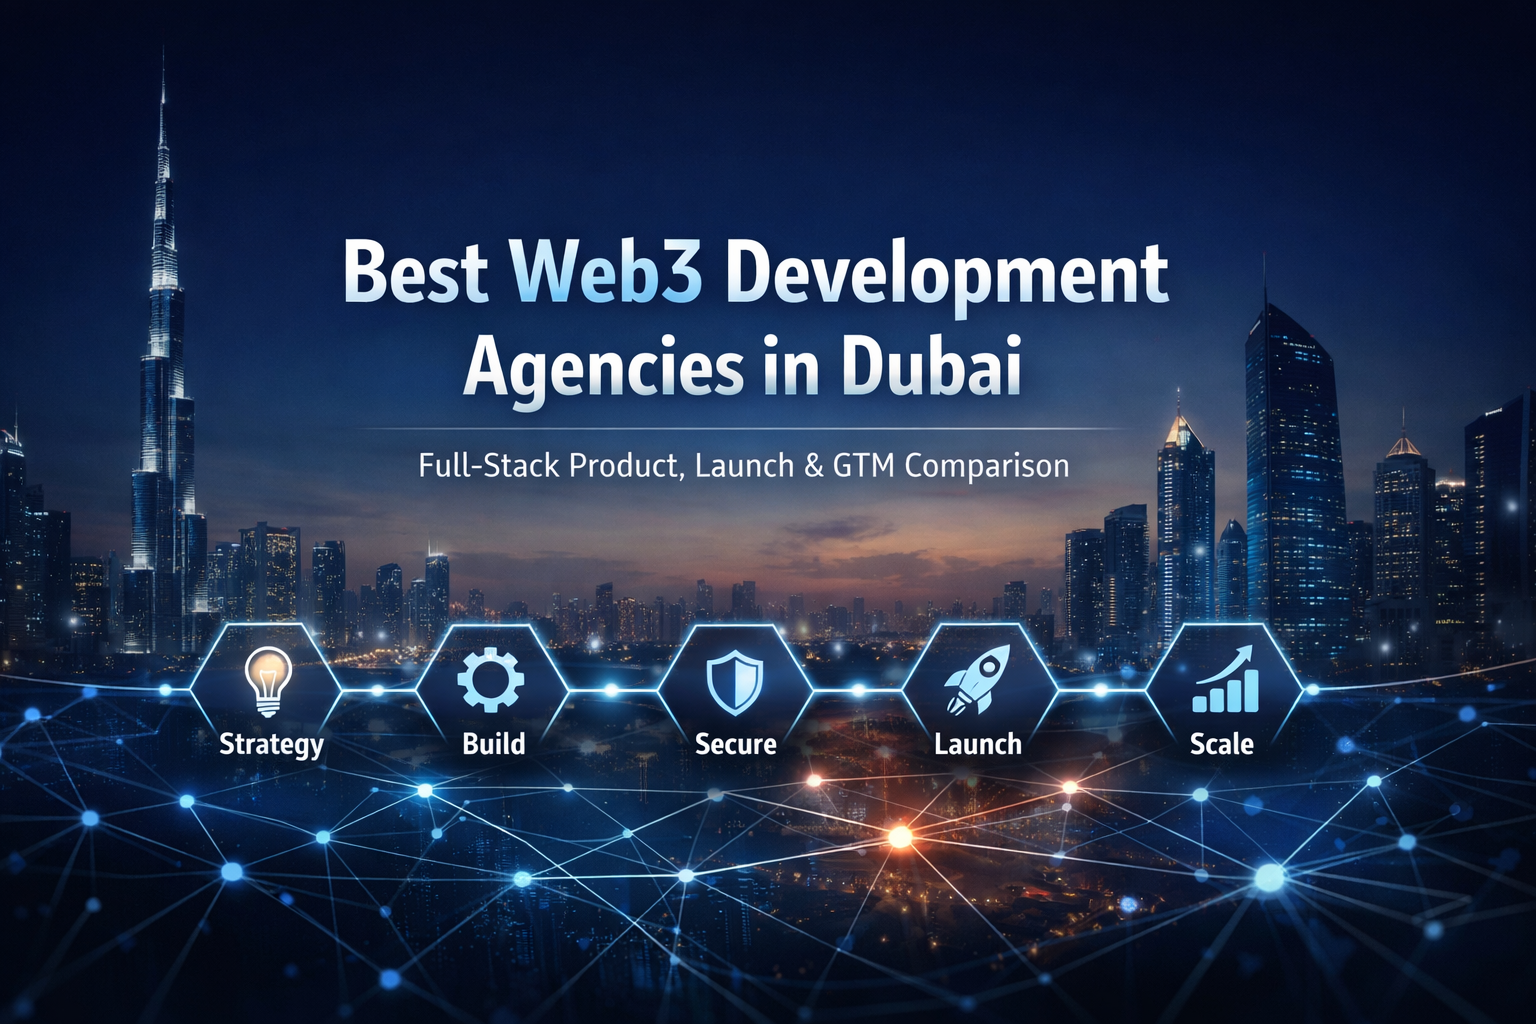 Best Web3 Development
Agencies in Dubai
Full-Stack Product, Launch & GTM Comparison
Strategy
Build
Secure
Launch
Scale